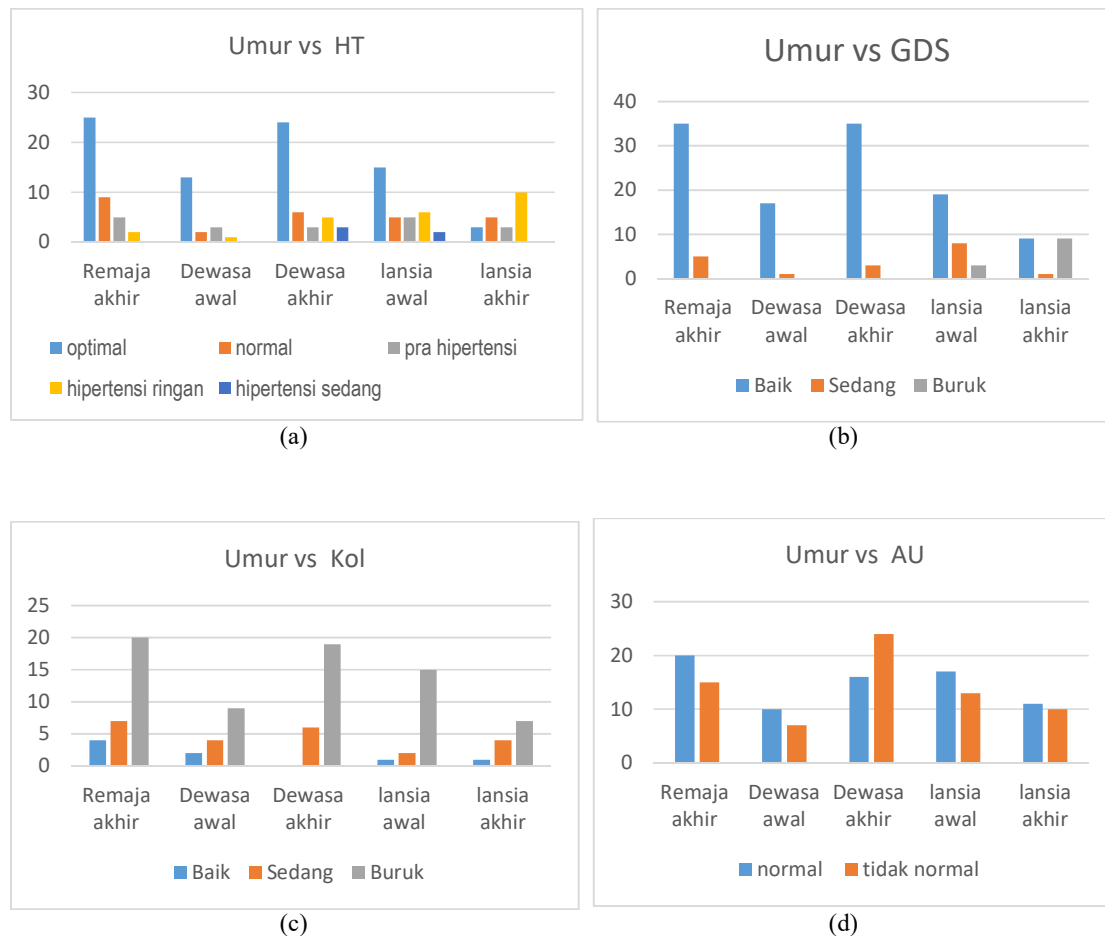 Umur vs HT
30
20
10
0
Remaja akhir
Dewasa awal
Dewasa akhir
lansia awal
lansia akhir
optimal
normal
pra hipertensi
hipertensi ringan
hipertensi sedang
(a)
Umur vs GDS
40
30
20
10
0
Remaja akhir
Dewasa awal
Dewasa akhir
lansia awal
lansia akhir
Baik
Sedang
Buruk
(b)
Umur vs Kol
25
20
15
10
5
0
Remaja akhir
Dewasa awal
Dewasa akhir
lansia awal
lansia akhir
Baik
Sedang
Buruk
(c)
Umur vs AU
30
20
10
0
Remaja akhir
Dewasa awal
Dewasa akhir
lansia awal
lansia akhir
normal
tidak normal
(d)